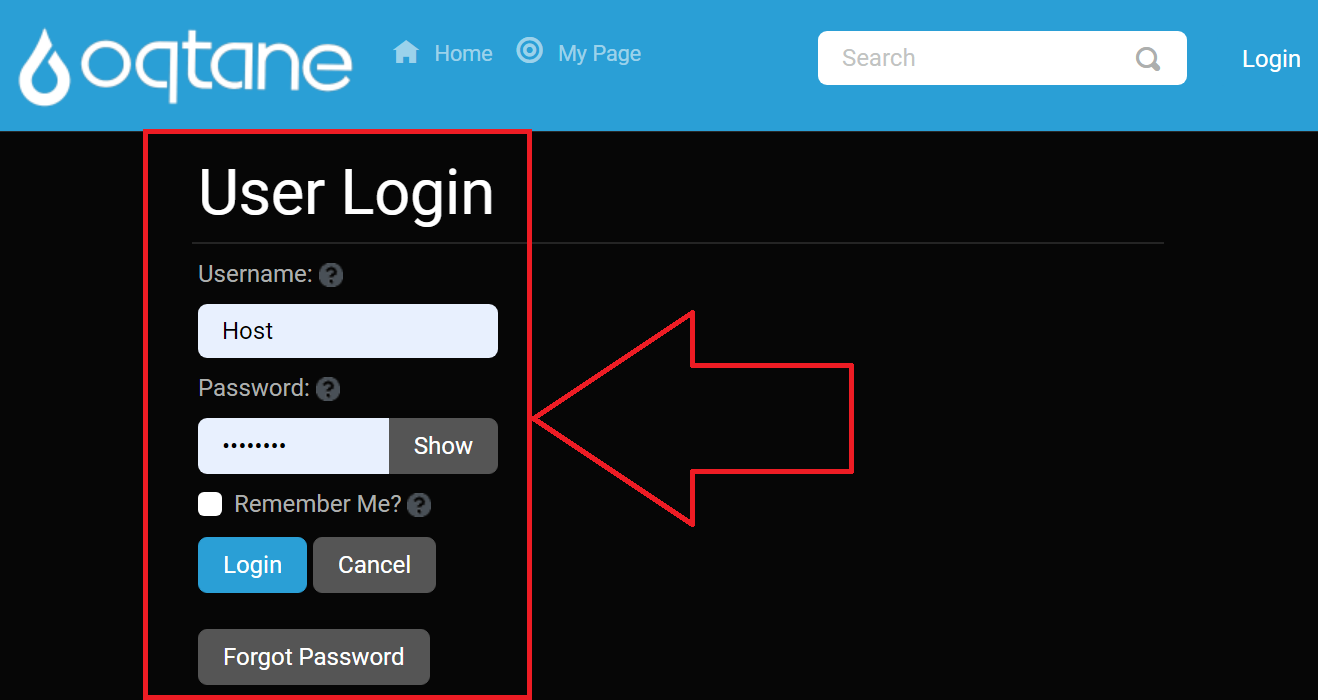 oqtane Home My Page Search Login
User Login
Username: ?
Host
Password: ?
•••••••• Show
Remember Me? ?
Login Cancel
Forgot Password